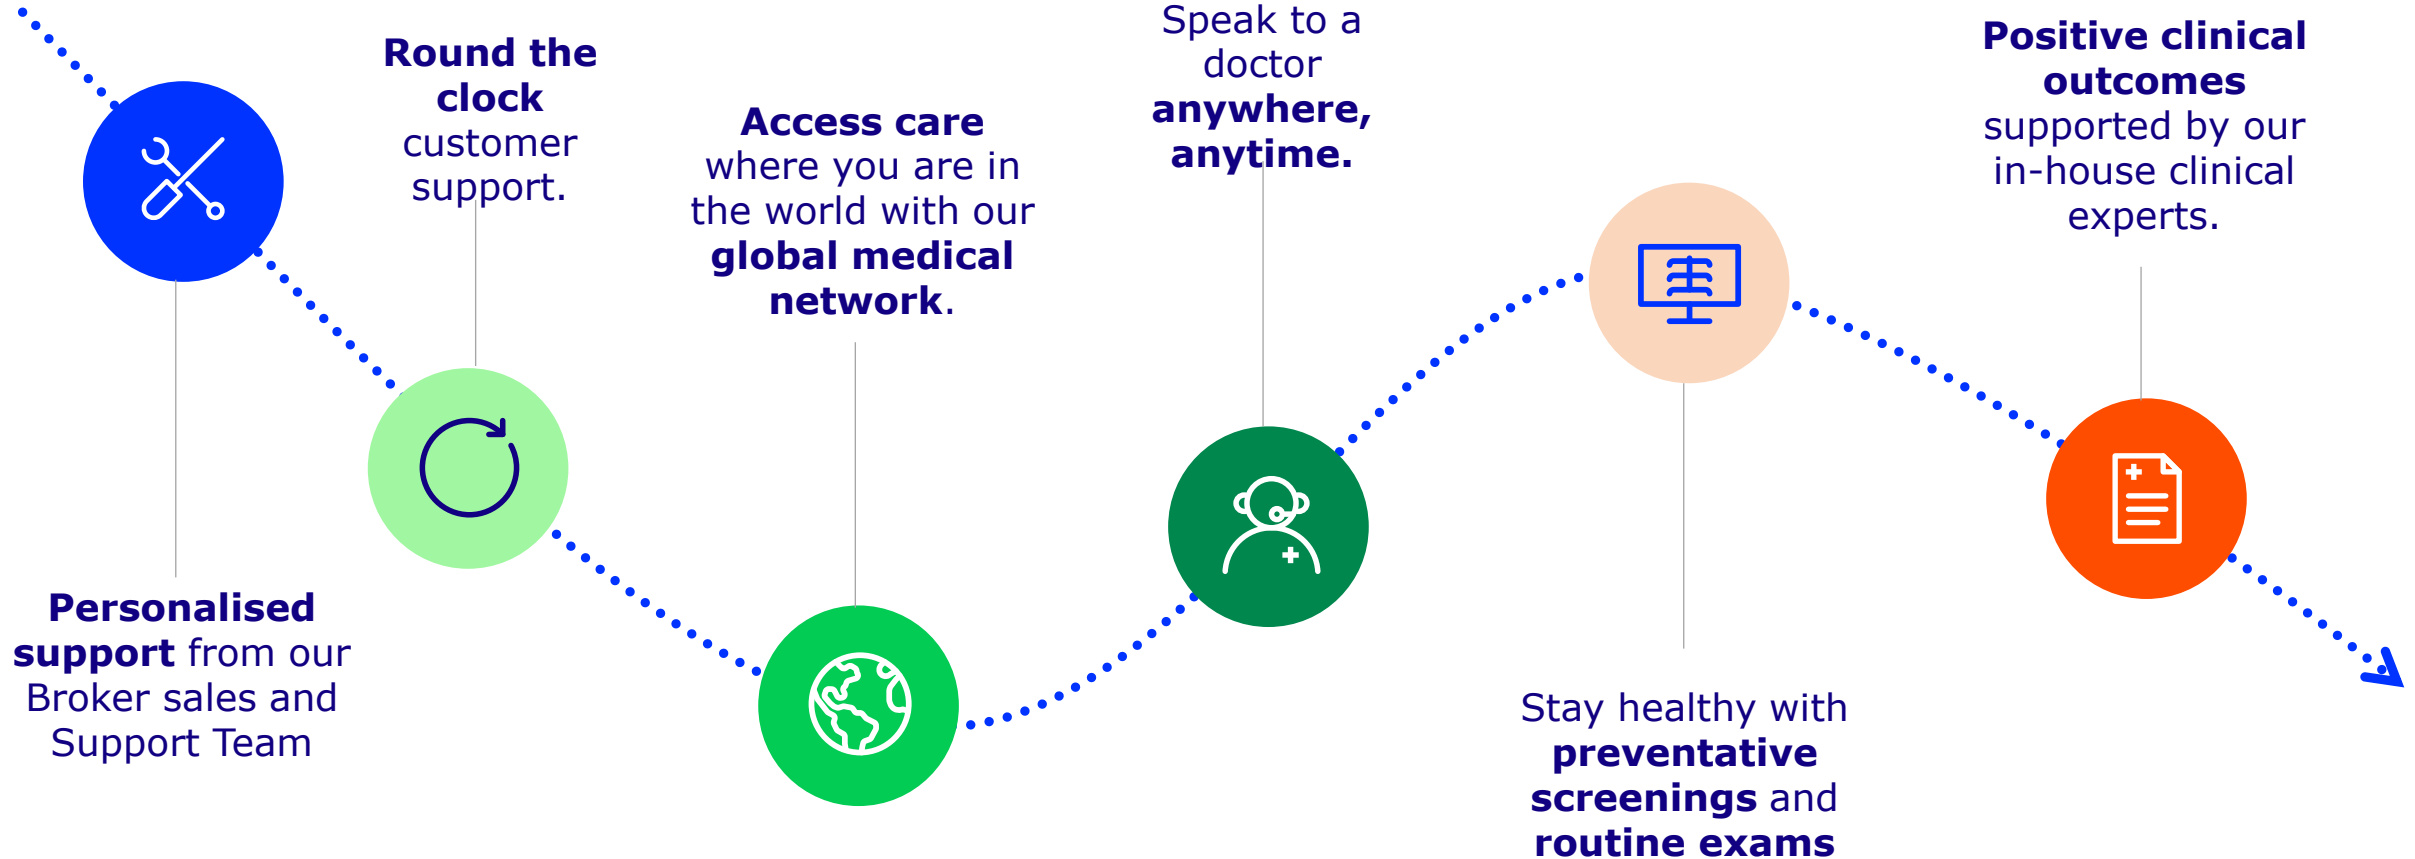 Personalised
support from our
Broker sales and
Support Team
Round the
clock
customer
support.
Access care
where you are in
the world with our
global medical
network.
Speak to a
doctor
anywhere,
anytime.
Stay healthy with
preventative
screenings and
routine exams
Positive clinical
outcomes
supported by our
in-house clinical
experts.